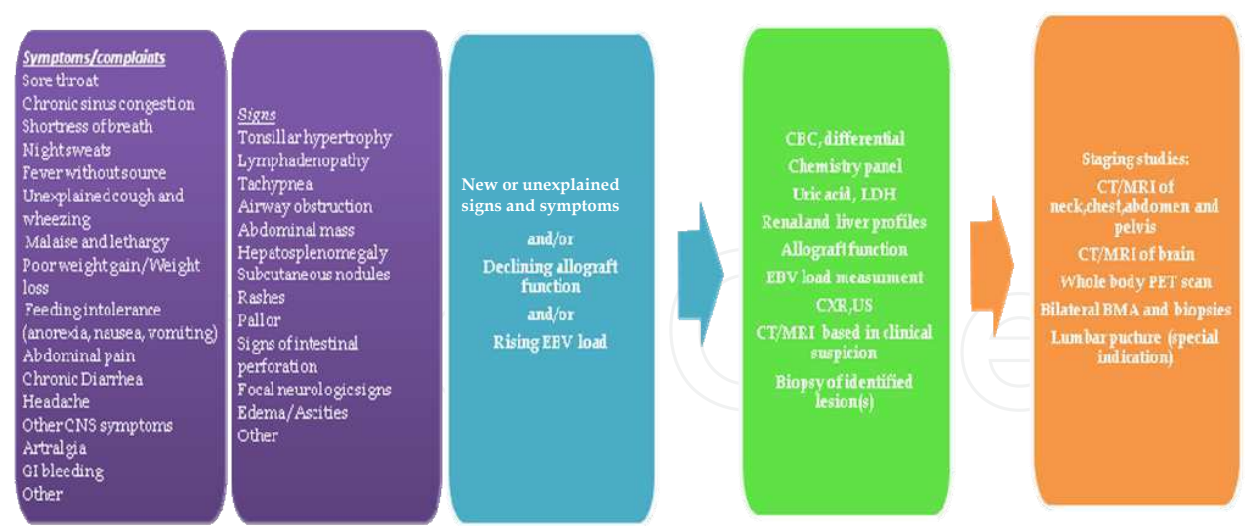 Symptoms/complaints
Sore throat
Chronic sinus congestion
Shortness of breath
Night sweats
Fever without source
Unexplained cough and
wheezing
Malaise and lethargy
Poor weight gain/Weight
loss
Feeding intolerance
(anorexia, nausea, vomiting)
Abdominal pain
Chronic Diarrhea
Headache
Other CNS symptoms
Artralgia
GI bleeding
Other
Signs
Tonsillar hypertrophy
Lymphadenopathy
Tachypnea
Airway obstruction
Abdominal mass
Hepatosplenomegaly
Subcutaneous nodules
Rashes
Pallor
Signs of intestinal
perforation
Focal neurologic signs
Edema/Ascities
Other
New or unexplained
signs and symptoms
and/or
Declining allograft
function
and/or
Rising EBV load
CBC, differential
Chemistry panel
Uric acid, LDH
Renal and liver profiles
Allograft function
EBV load measurment
CXR,US
CT/MRI based in clinical
suspicion
Biopsy of identified
lesion(s)
Staging studies:
CT/MRI of
neck,chest,abdomen and
pelvis
CT/MRI of brain
Whole body PET scan
Bilateral BMA and biopsies
Lumbar pucture (special
indication)